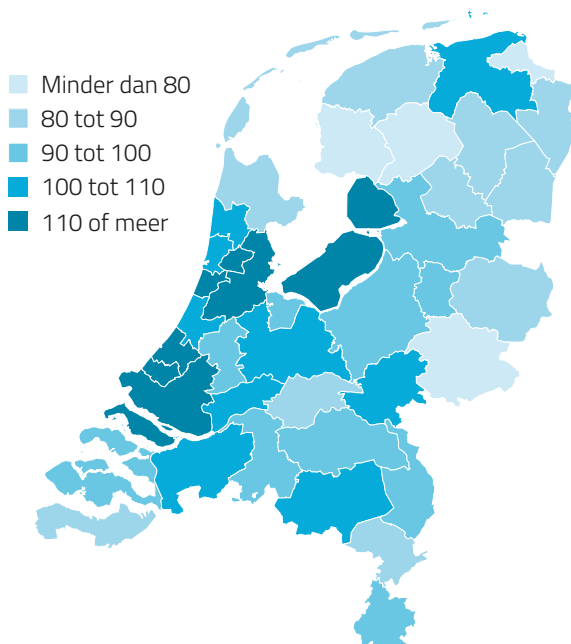 Minder dan 80
80 tot 90
90 tot 100
100 tot 110
110 of meer